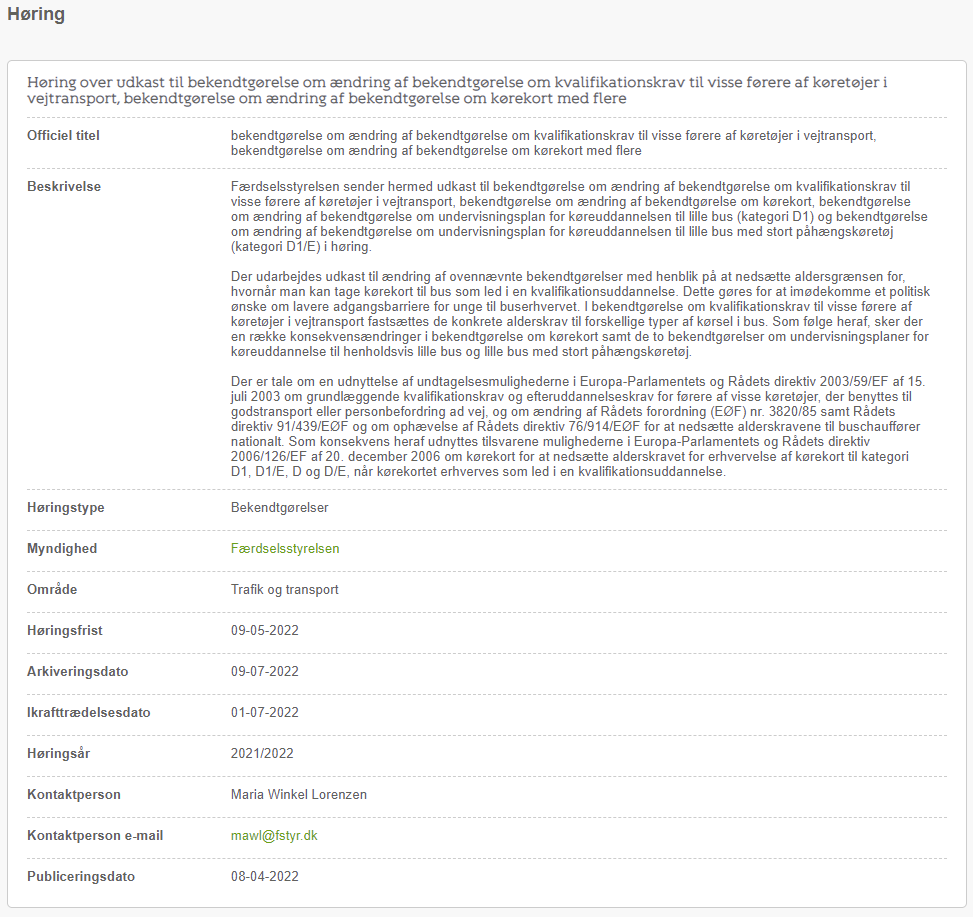 Høring
Høring over udkast til bekendtgørelse om ændring af bekendtgørelse om kvalifikationskrav til visse førere af køretøjer i
vejtransport, bekendtgørelse om ændring af bekendtgørelse om kørekort med flere
Officiel titel
bekendtgørelse om ændring af bekendtgørelse om kvalifikationskrav til visse førere af køretøjer i vejtransport,
bekendtgørelse om ændring af bekendtgørelse om kørekort med flere
Beskrivelse
Færdselsstyrelsen sender hermed udkast til bekendtgørelse om ændring af bekendtgørelse om kvalifikationskrav til
visse førere af køretøjer i vejtransport, bekendtgørelse om ændring af bekendtgørelse om kørekort, bekendtgørelse
om ændring af bekendtgørelse om undervisningsplan for køreuddannelsen til lille bus (kategori D1) og bekendtgørelse
om ændring af bekendtgørelse om undervisningsplan for køreuddannelsen til lille bus med stort påhængskøretøj
(kategori D1/E) i høring.
Der udarbejdes udkast til ændring af ovennævnte bekendtgørelser med henblik på at nedsætte aldersgrænsen for,
hvornår man kan tage kørekort til bus som led i en kvalifikationsuddannelse. Dette gøres for at imødekomme et politisk
ønske om lavere adgangsbarriere for unge til buserhvervet. I bekendtgørelse om kvalifikationskrav til visse førere af
køretøjer i vejtransport fastsættes de konkrete alderskrav til forskellige typer af kørsel i bus. Som følge heraf, sker der
en række konsekvensændringer i bekendtgørelse om kørekort samt de to bekendtgørelser om undervisningsplaner for
køreuddannelse til henholdsvis lille bus og lille bus med stort påhængskøretøj.
Der er tale om en udnyttelse af undtagelsesmulighederne i Europa-Parlamentets og Rådets direktiv 2003/59/EF af 15.
juli 2003 om grundlæggende kvalifikationskrav og efteruddannelseskrav for førere af visse køretøjer, der benyttes til
godstransport eller personbefordring ad vej, og om ændring af Rådets forordning (EØF) nr. 3820/85 samt Rådets
direktiv 91/439/EØF og om ophævelse af Rådets direktiv 76/914/EØF for at nedsætte alderskravene til buschauffører
nationalt. Som konsekvens heraf udnyttes tilsvarene mulighederne i Europa-Parlamentets og Rådets direktiv
2006/126/EF af 20. december 2006 om kørekort for at nedsætte alderskravet for erhvervelse af kørekort til kategori
D1, D1/E, D og D/E, når kørekortet erhverves som led i en kvalifikationsuddannelse.
Høringstype
Bekendtgørelser
Myndighed
Færdselsstyrelsen
Område
Trafik og transport
Høringsfrist
09-05-2022
Arkiveringsdato
09-07-2022
Ikrafttrædelsesdato
01-07-2022
Høringsår
2021/2022
Kontaktperson
Maria Winkel Lorenzen
Kontaktperson e-mail
mawl@fstyr.dk
Publiceringsdato
08-04-2022